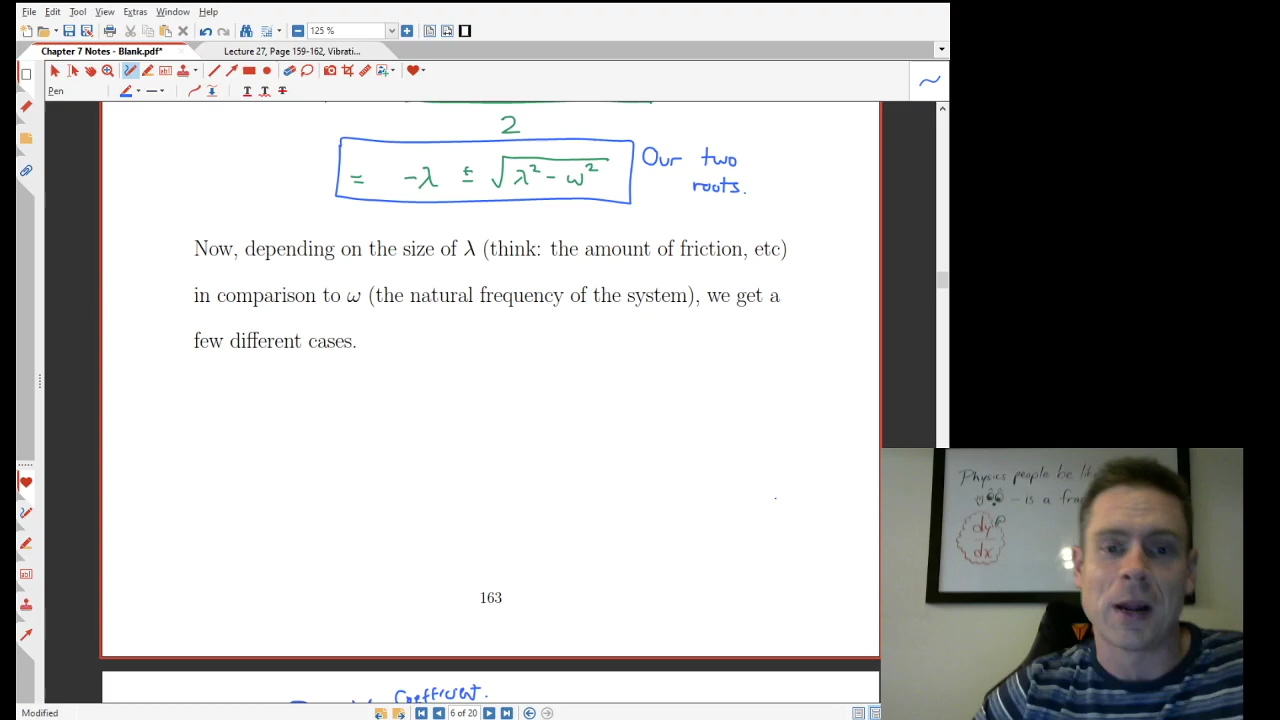 File Edit Tool View Extras Window Help
125 %
Chapter 7 Notes - Blank.pdf*
Lecture 27, Page 159-162, Vibrati...
Pen
2
= -λ ± √λ² - ω²
Our two
roots.
Now, depending on the size of λ (think: the amount of friction, etc)
in comparison to ω (the natural frequency of the system), we get a
few different cases.
163
Coefficient.
Physics people be
- is a
dy
dx
Modified
6 of 20